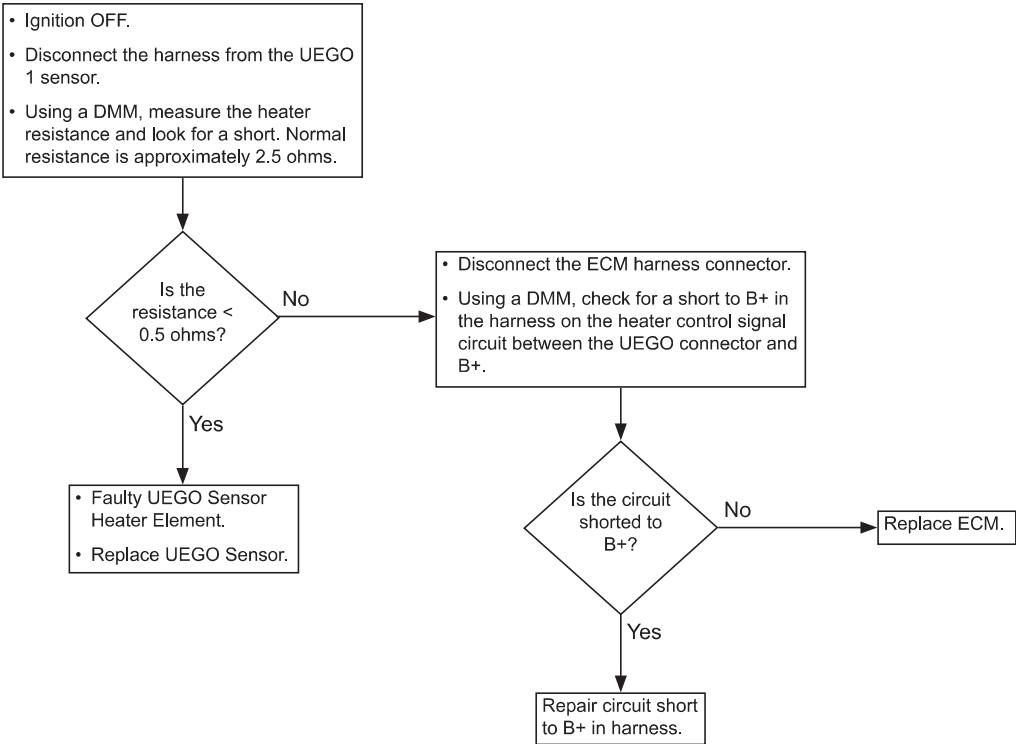 • Ignition OFF.
• Disconnect the harness from the UEGO
1 sensor.
• Using a DMM, measure the heater
resistance and look for a short. Normal
resistance is approximately 2.5 ohms.
Is the
resistance <
0.5 ohms?
No
• Disconnect the ECM harness connector.
• Using a DMM, check for a short to B+ in
the harness on the heater control signal
circuit between the UEGO connector and
B+.
Yes
• Faulty UEGO Sensor
Heater Element.
• Replace UEGO Sensor.
Is the circuit
shorted to
B+?
No
Replace ECM.
Yes
Repair circuit short
to B+ in harness.